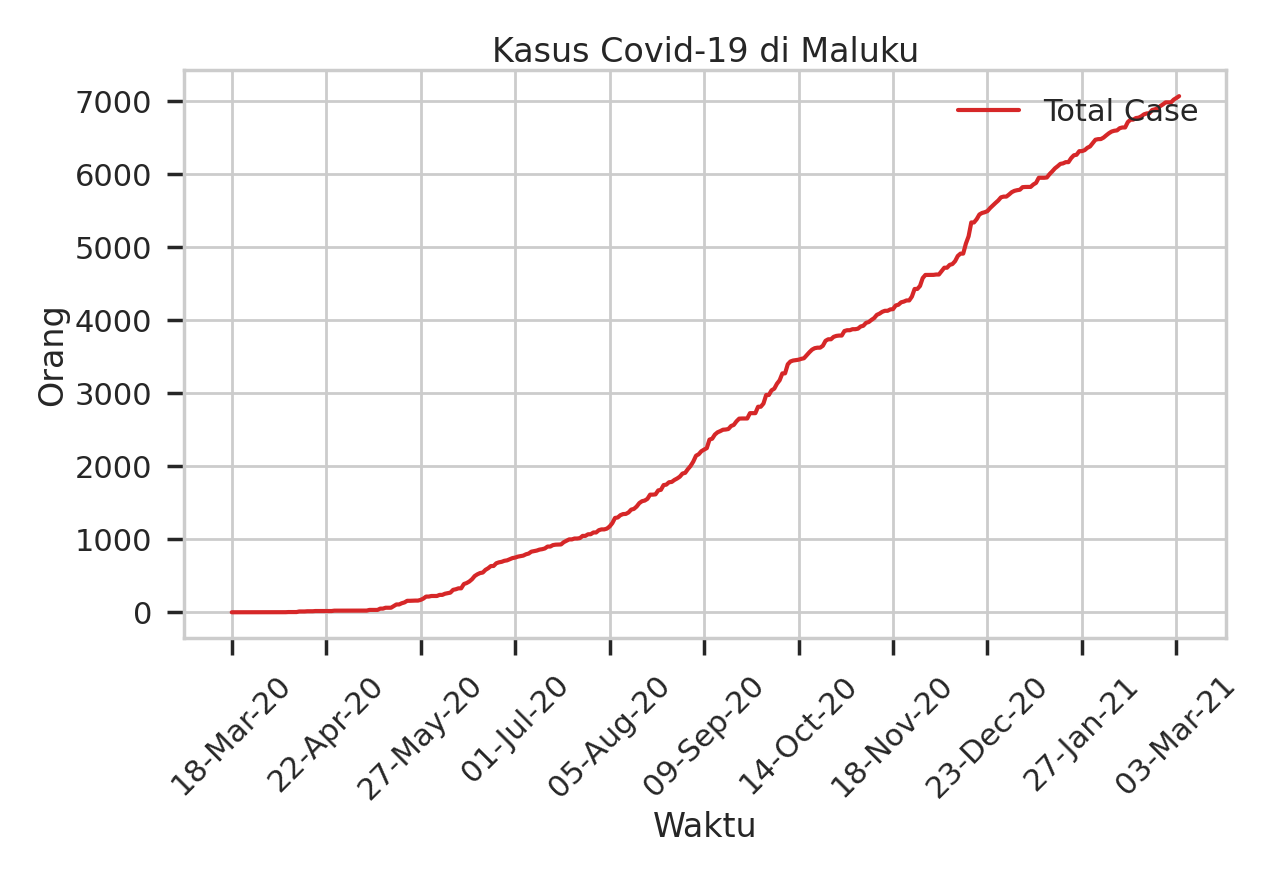 Kasus Covid-19 di Maluku
Total Case
7000
6000
5000
4000
3000
2000
1000
0
Orang
18-Mar-20
22-Apr-20
27-May-20
01-Jul-20
05-Aug-20
09-Sep-20
14-Oct-20
18-Nov-20
23-Dec-20
27-Jan-21
03-Mar-21
Waktu